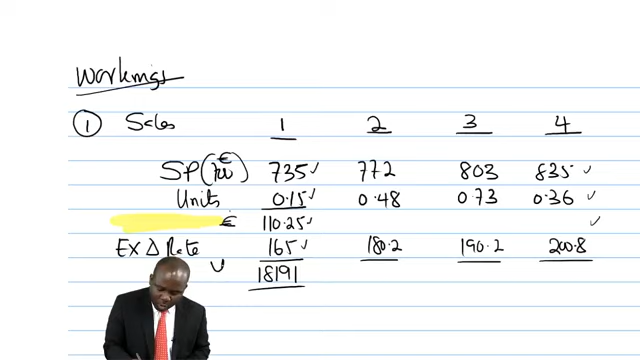 Workings
① Sales 1 2 3 4
SP (€) 735 ✓ 772 803 835 ✓
Units 0.15 ✓ 0.48 0.73 0.36 ✓
€ 110.25 ✓ ✓
EX Δ Rate 165 ✓ 180.2 190.2 200.8
18191